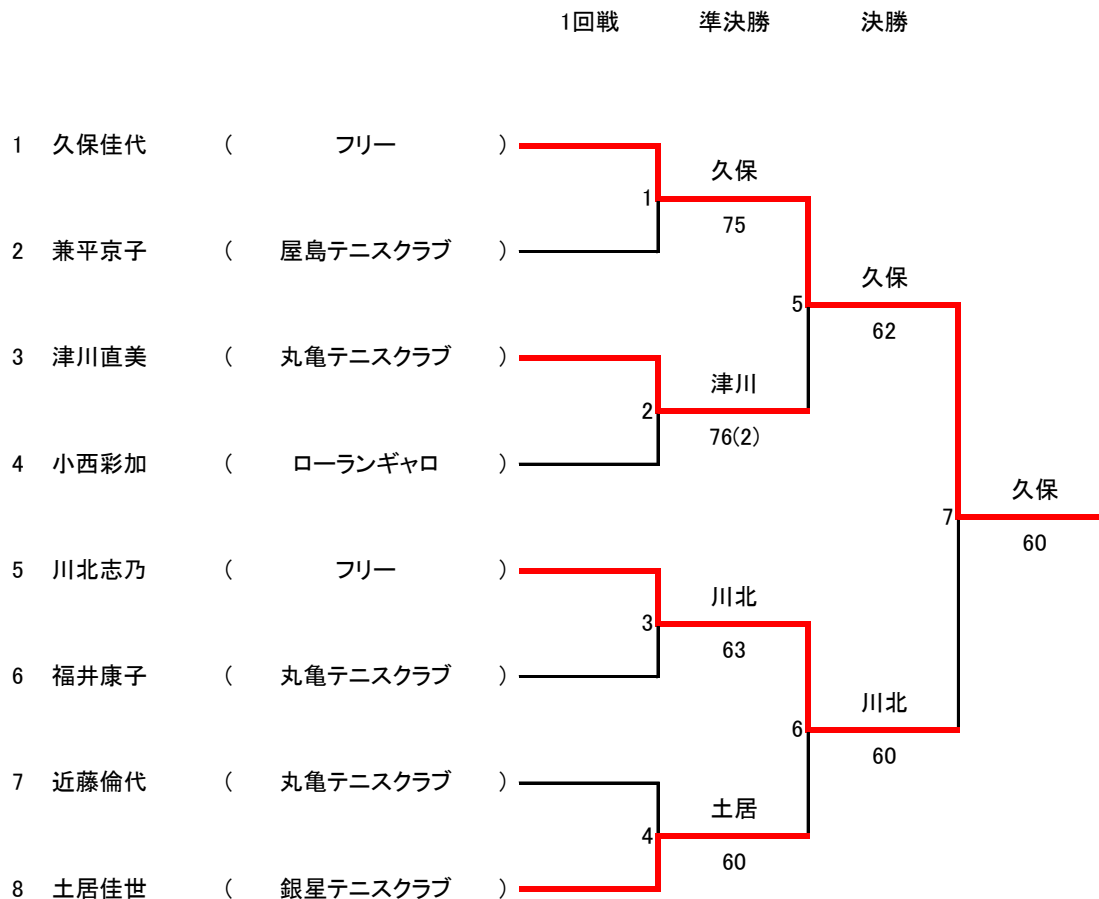 1回戦 準決勝 決勝
1 久保佳代 ( フリー )
久保
1
75
2 兼平京子 ( 屋島テニスクラブ )
久保
5
62
3 津川直美 ( 丸亀テニスクラブ )
津川
2
76(2)
4 小西彩加 ( ローランギャロ )
久保
7
60
5 川北志乃 ( フリー )
川北
3
63
6 福井康子 ( 丸亀テニスクラブ )
川北
6
60
7 近藤倫代 ( 丸亀テニスクラブ )
土居
4
60
8 土居佳世 ( 銀星テニスクラブ )